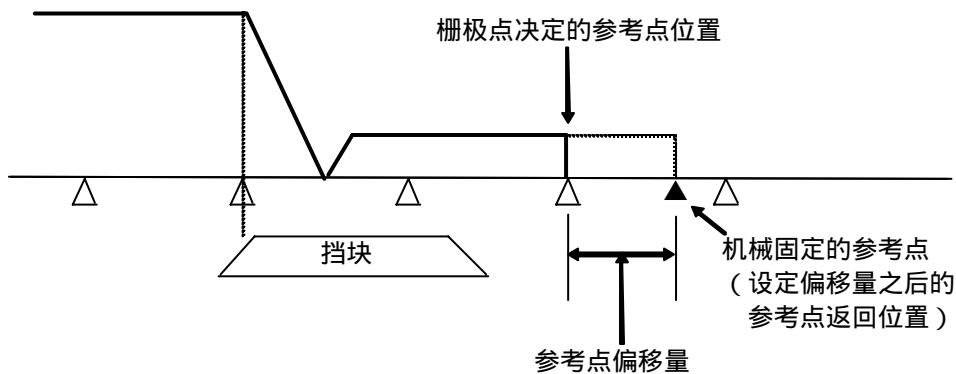 栅极点决定的参考点位置
挡块
机械固定的参考点
（设定偏移量之后的
参考点返回位置）
参考点偏移量